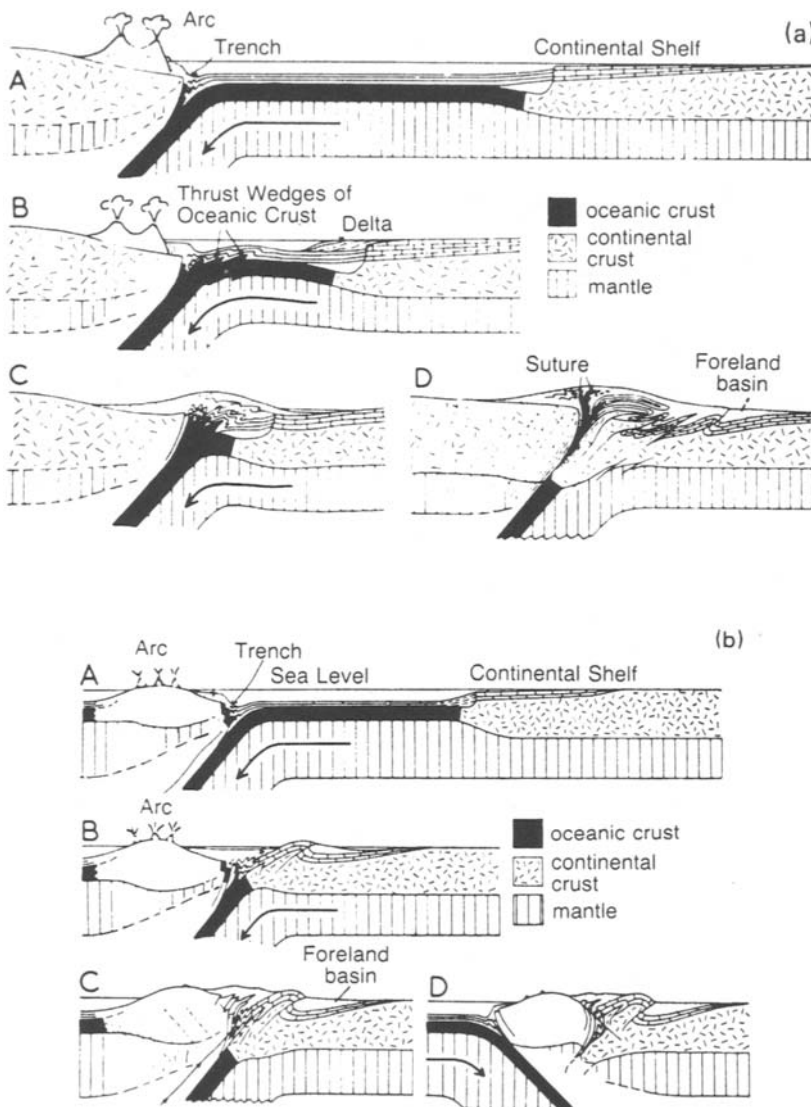 Arc
(a)
Trench
Continental Shelf
A
B
Thrust Wedges of
Oceanic Crust
Delta
oceanic crust
continental
crust
mantle
C
D
Suture
Foreland
basin
(b)
Arc
Trench
A
Sea Level
Continental Shelf
Arc
B
oceanic crust
continental
crust
mantle
Foreland
basin
C
D